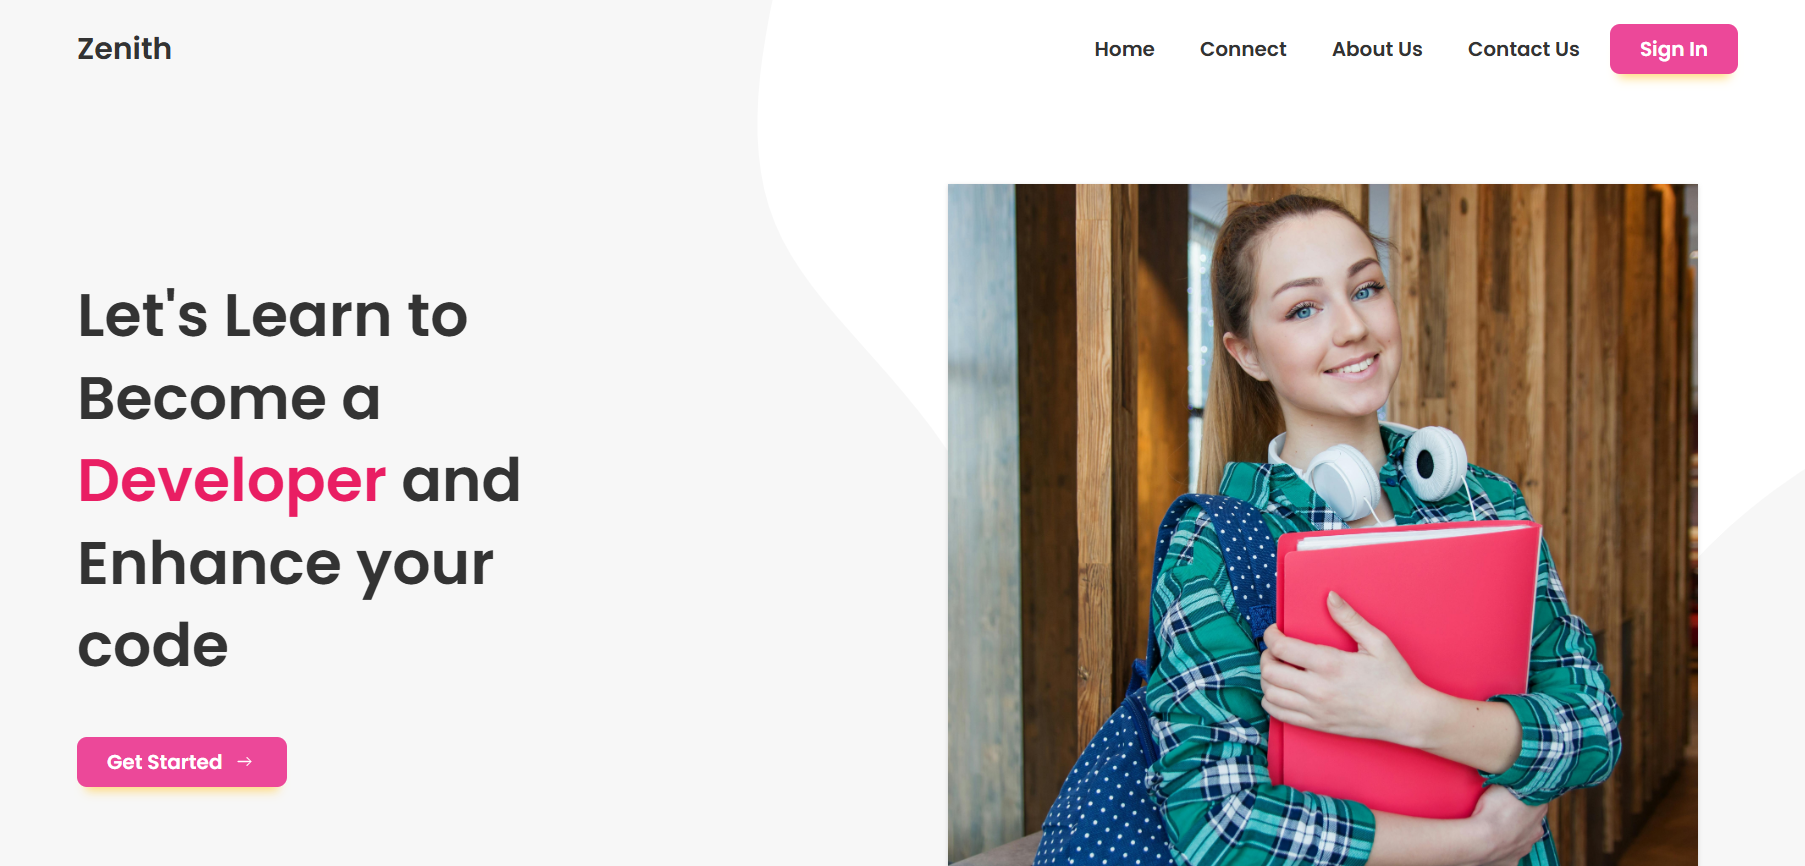 Zenith
Home Connect About Us Contact Us Sign In
Let's Learn to
Become a
Developer and
Enhance your
code
Get Started →